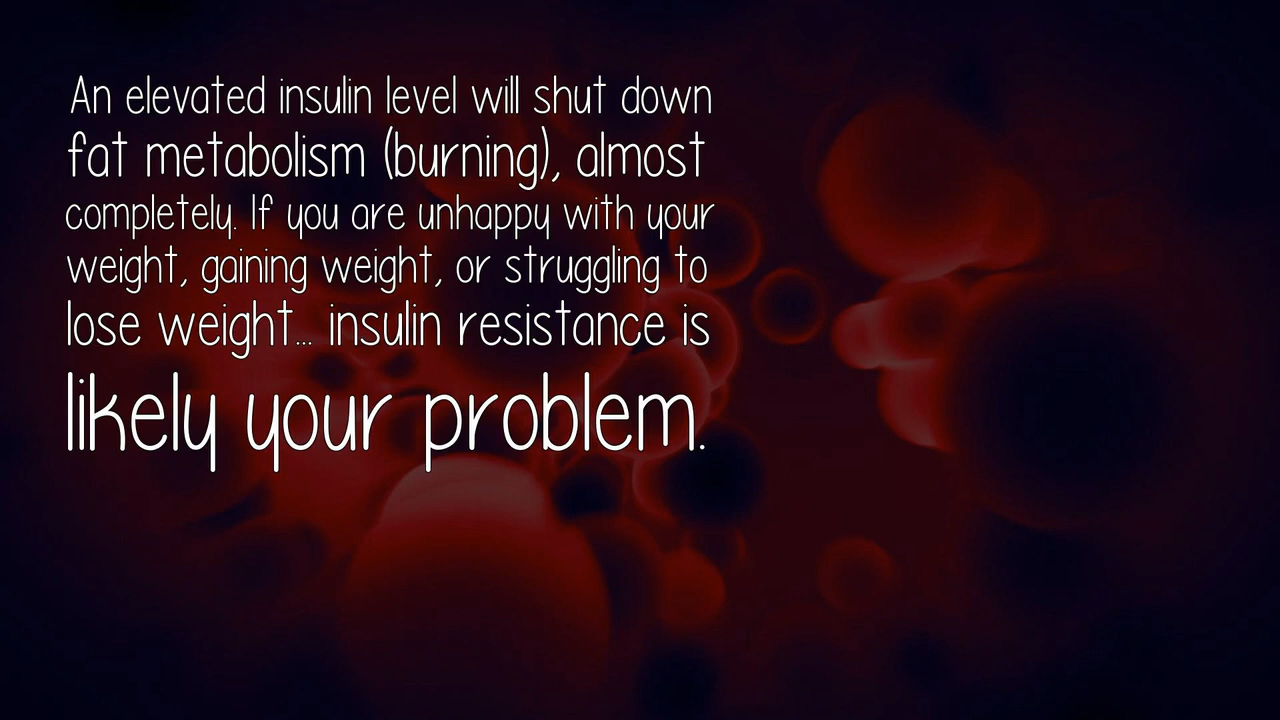 An elevated insulin level will shut down
fat metabolism (burning), almost
completely. If you are unhappy with your
weight, gaining weight, or struggling to
lose weight... insulin resistance is
likely your problem.